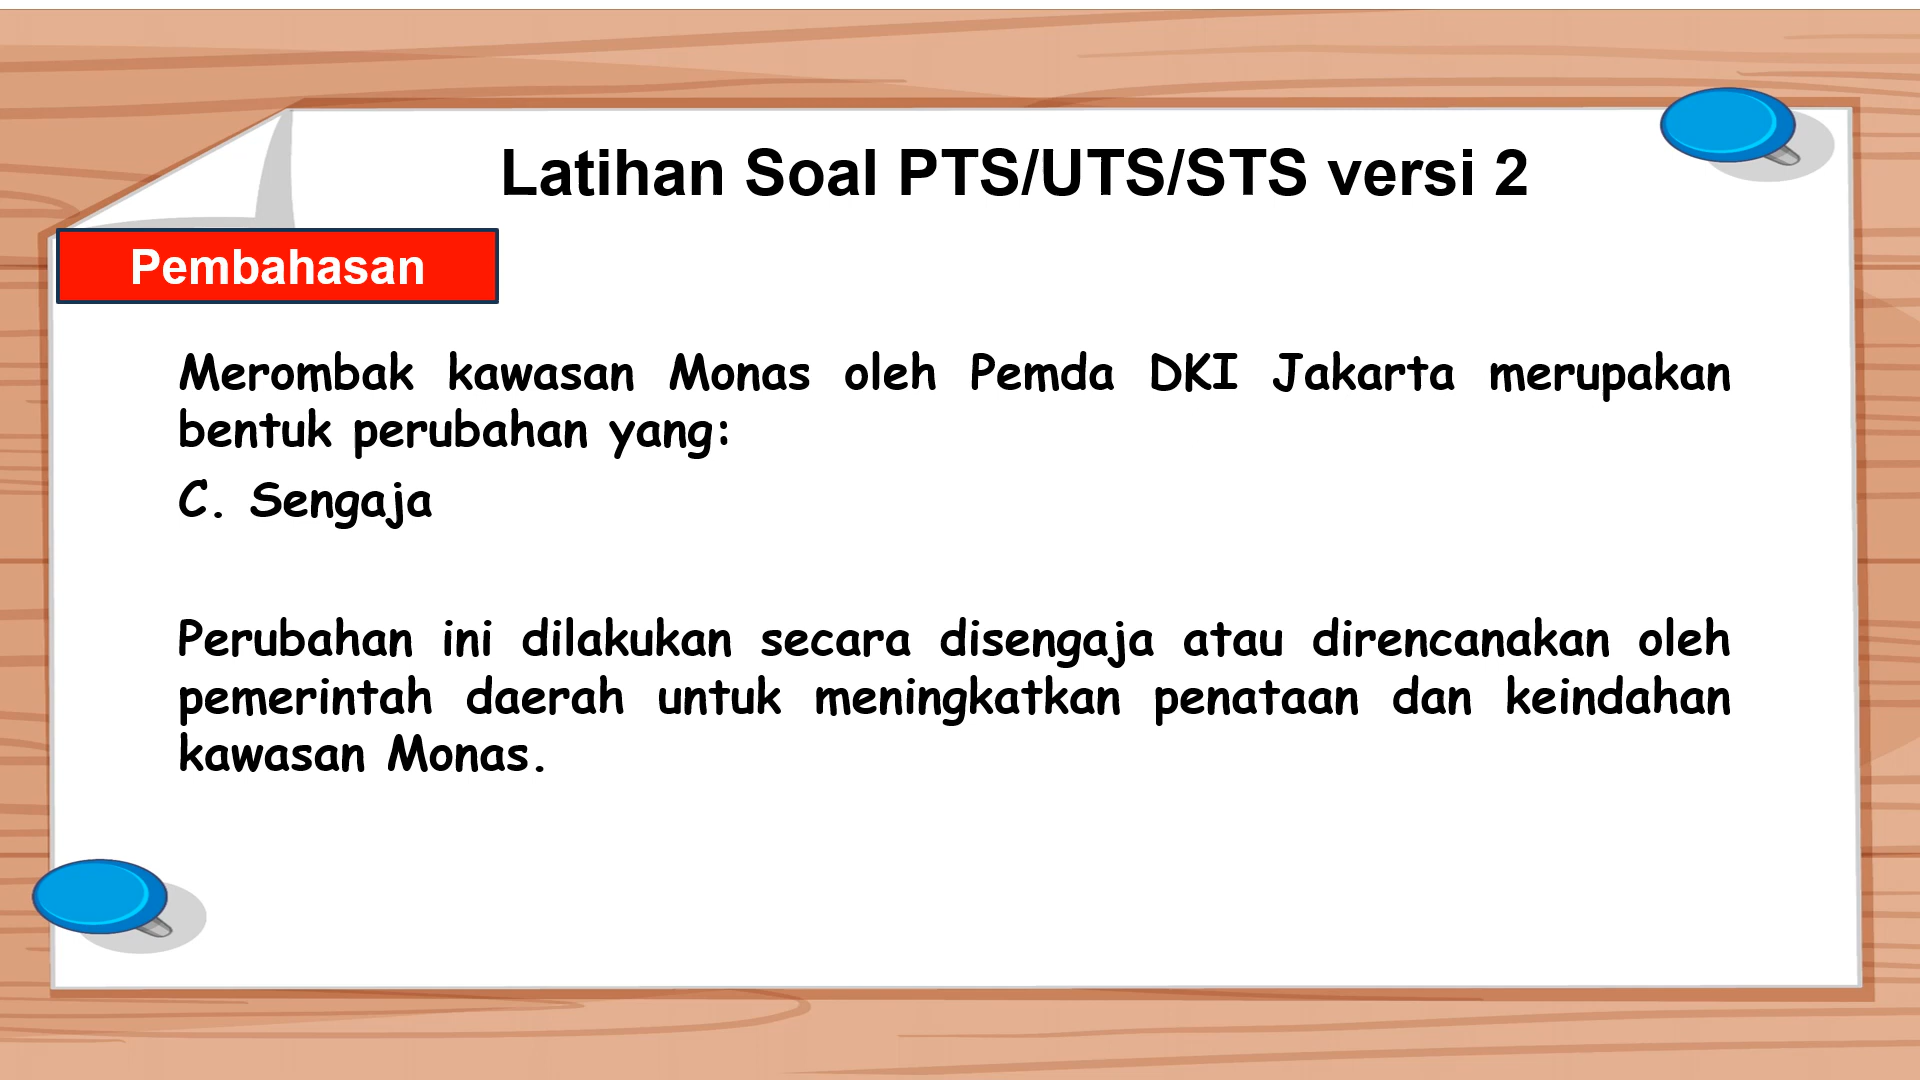 Latihan Soal PTS/UTS/STS versi 2
Pembahasan
Merombak kawasan Monas oleh Pemda DKI Jakarta merupakan
bentuk perubahan yang:
C. Sengaja
Perubahan ini dilakukan secara disengaja atau direncanakan oleh
pemerintah daerah untuk meningkatkan penataan dan keindahan
kawasan Monas.